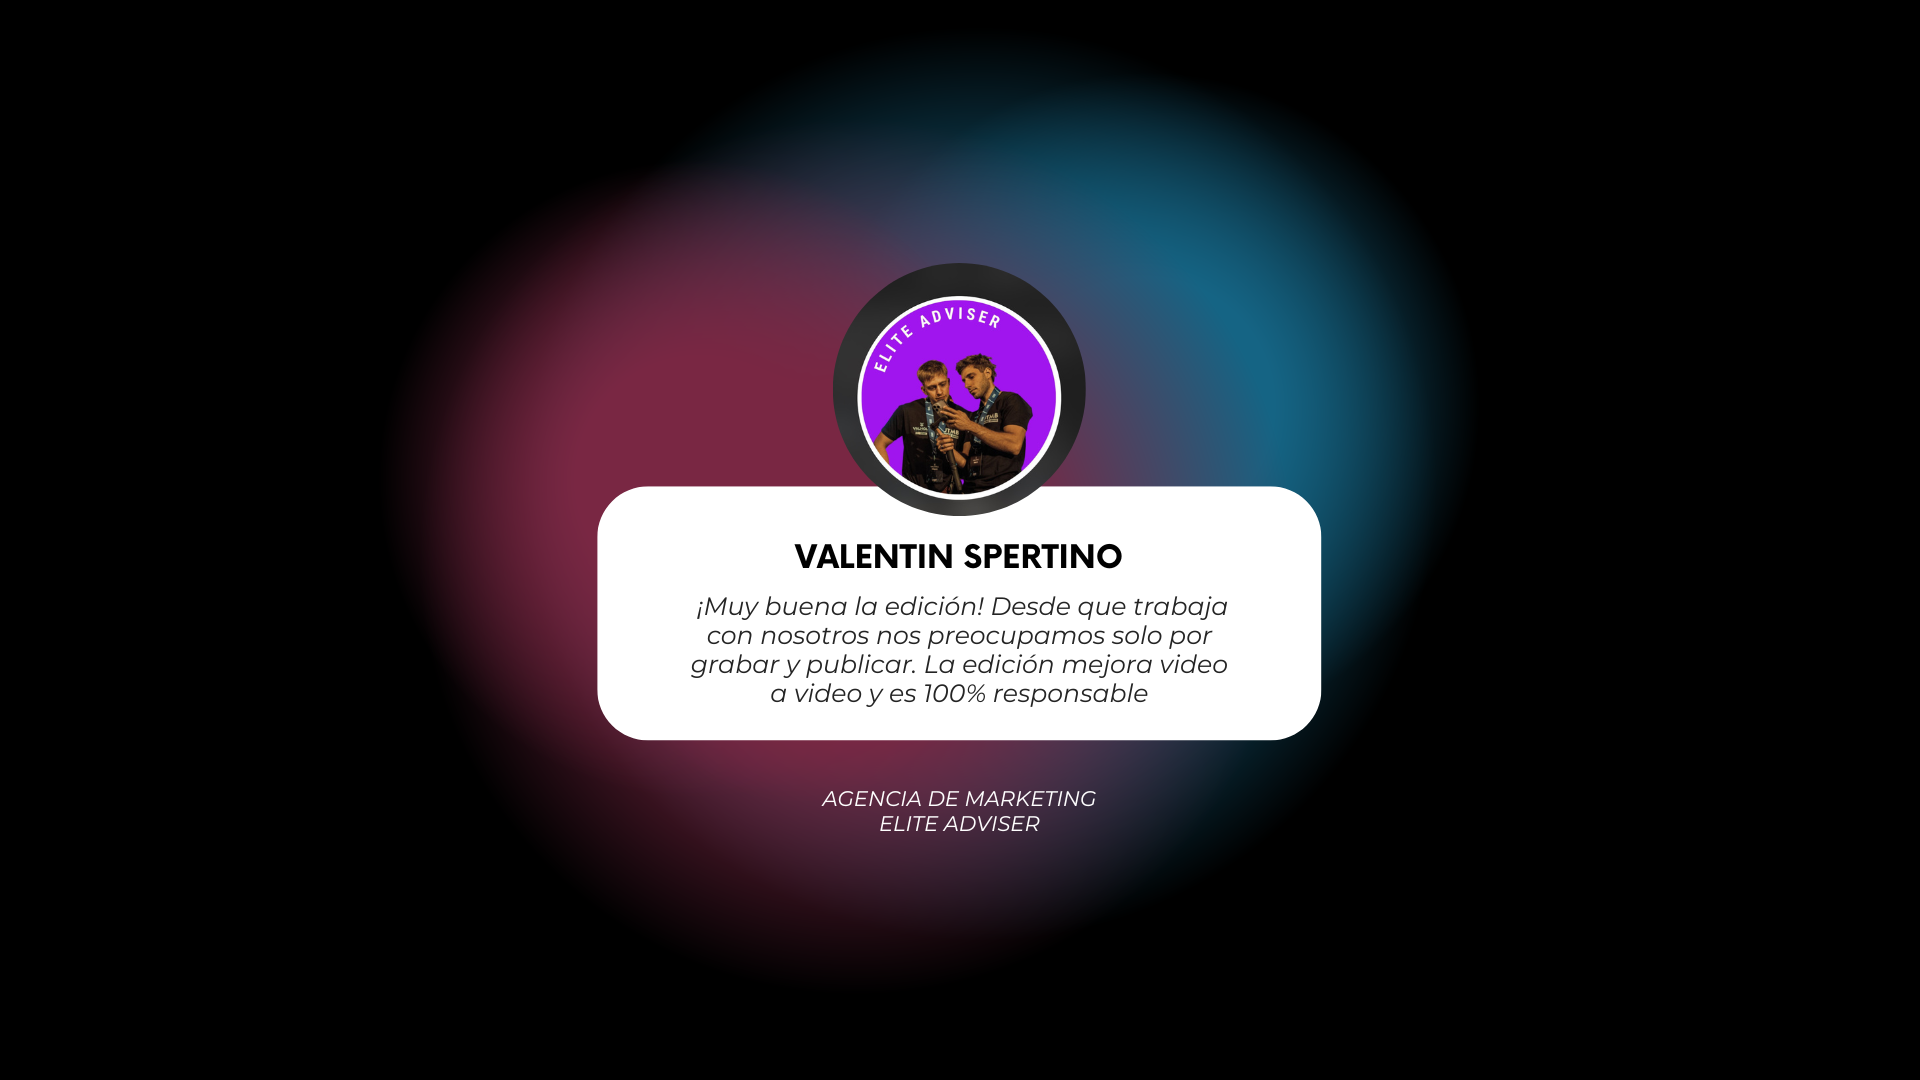 ELITE ADVISER
VALENTIN SPERTINO
¡Muy buena la edición! Desde que trabaja
con nosotros nos preocupamos solo por
grabar y publicar. La edición mejora video
a video y es 100% responsable
AGENCIA DE MARKETING
ELITE ADVISER